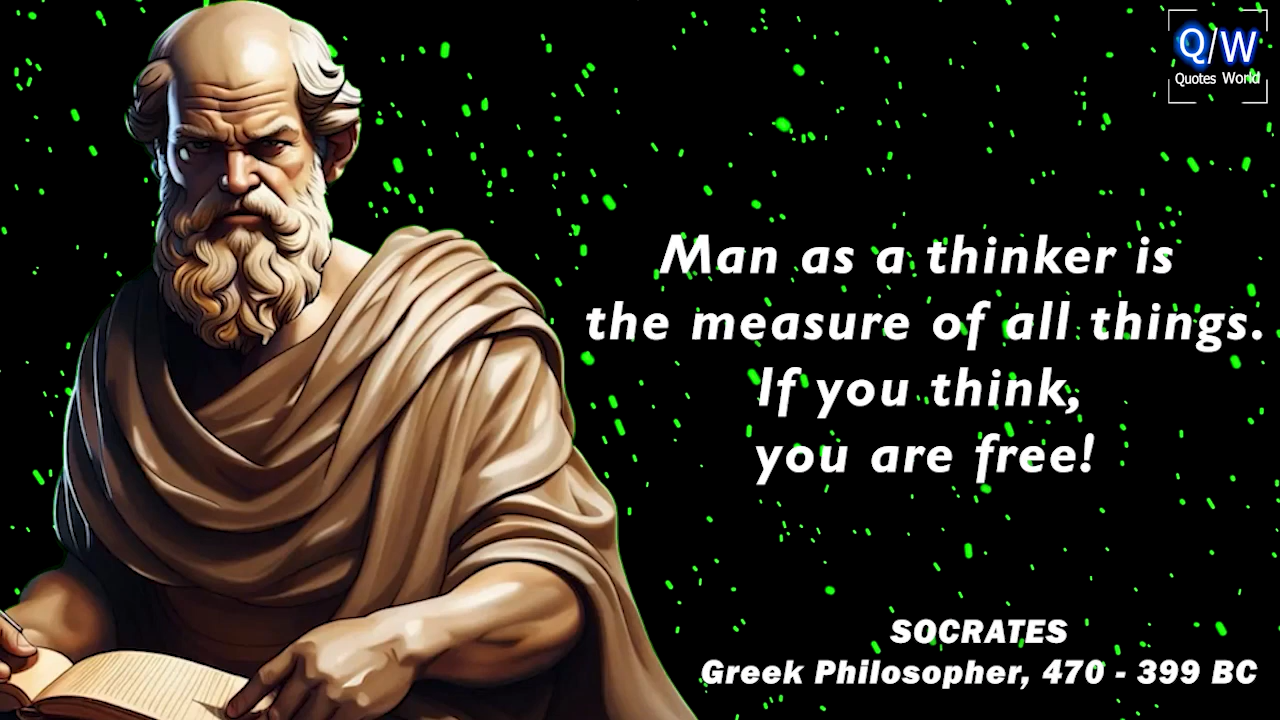 Q/W
Quotes World
Man as a thinker is
the measure of all things.
If you think,
you are free!
SOCRATES
Greek Philosopher, 470 - 399 BC